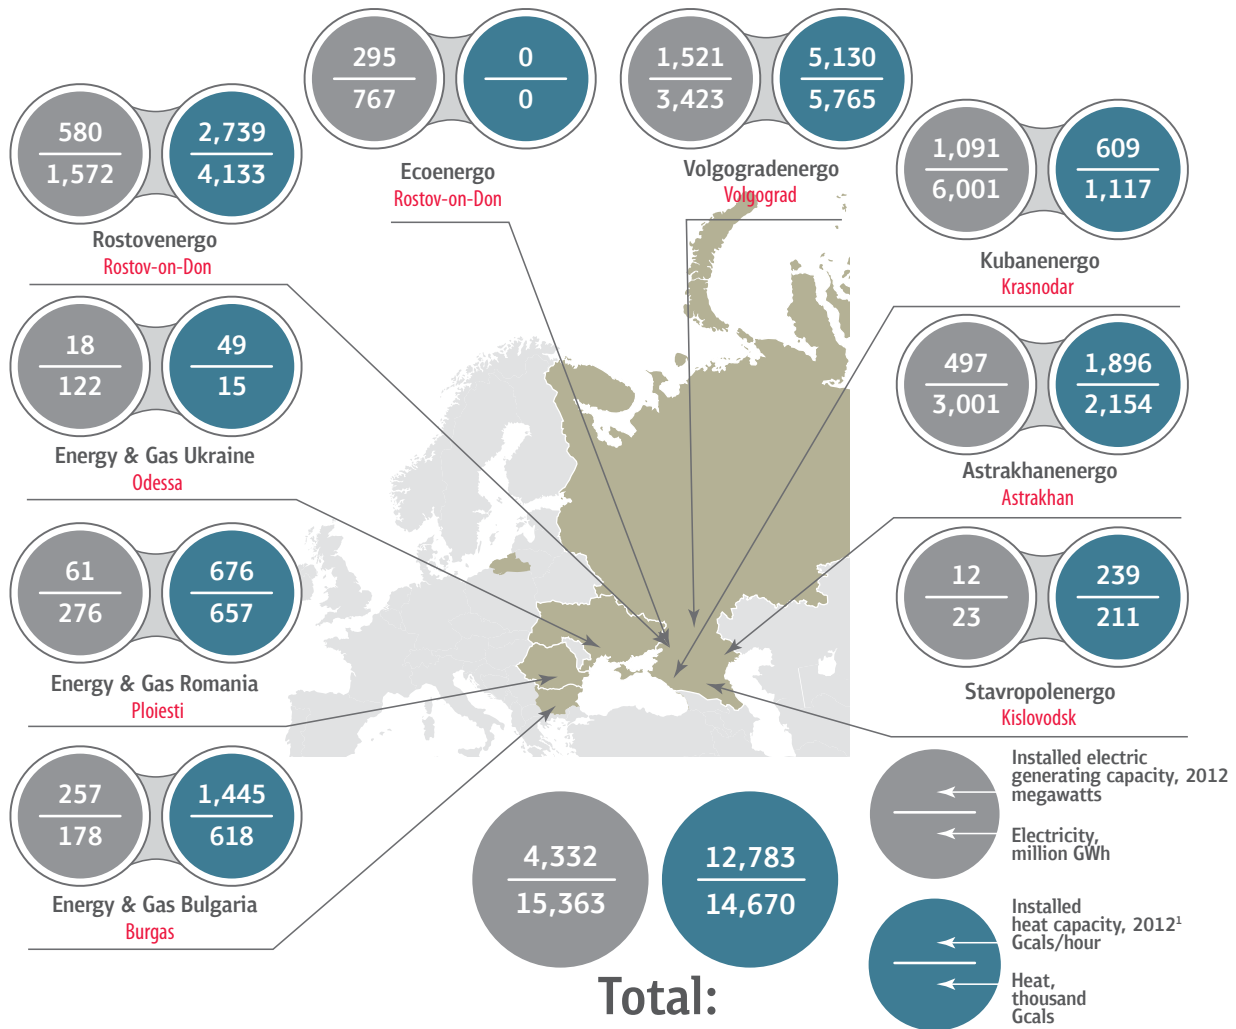 295
767
0
0
Ecoenergo
Rostov-on-Don
1,521
3,423
5,130
5,765
Volgogradenergo
Volgograd
580
1,572
2,739
4,133
Rostovenergo
Rostov-on-Don
1,091
6,001
609
1,117
Kubanenergo
Krasnodar
18
122
49
15
Energy & Gas Ukraine
Odessa
497
3,001
1,896
2,154
Astrakhanenergo
Astrakhan
61
276
676
657
Energy & Gas Romania
Ploiesti
12
23
239
211
Stavropolenergo
Kislovodsk
257
178
1,445
618
Energy & Gas Bulgaria
Burgas
4,332
15,363
12,783
14,670
Total:
Installed electric
generating capacity, 2012
megawatts
Electricity,
million GWh
Installed
heat capacity, 2012¹
Gcals/hour
Heat,
thousand
Gcals